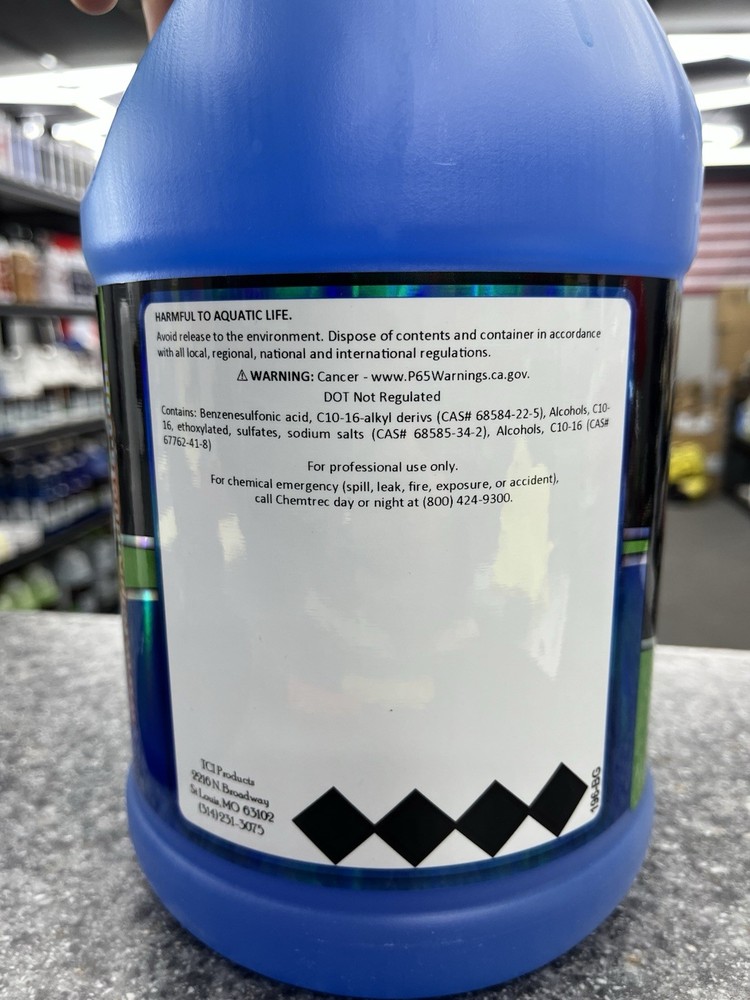 HARMFUL TO AQUATIC LIFE.
Avoid release to the environment. Dispose of contents and container in accordance
with all local, regional, national and international regulations.
⚠ WARNING: Cancer - www.P65Warnings.ca.gov.
DOT Not Regulated
Contains: Benzenesulfonic acid, C10-16-alkyl derivs (CAS# 68584-22-5), Alcohols, C10-
16, ethoxylated, sulfates, sodium salts (CAS# 68585-34-2), Alcohols, C10-16 (CAS#
67762-41-8)
For professional use only.
For chemical emergency (spill, leak, fire, exposure, or accident),
call Chemtrec day or night at (800) 424-9300.
TCI Products
2216 N. Broadway
St Louis, MO 63102
(314) 231-3075
196-BG